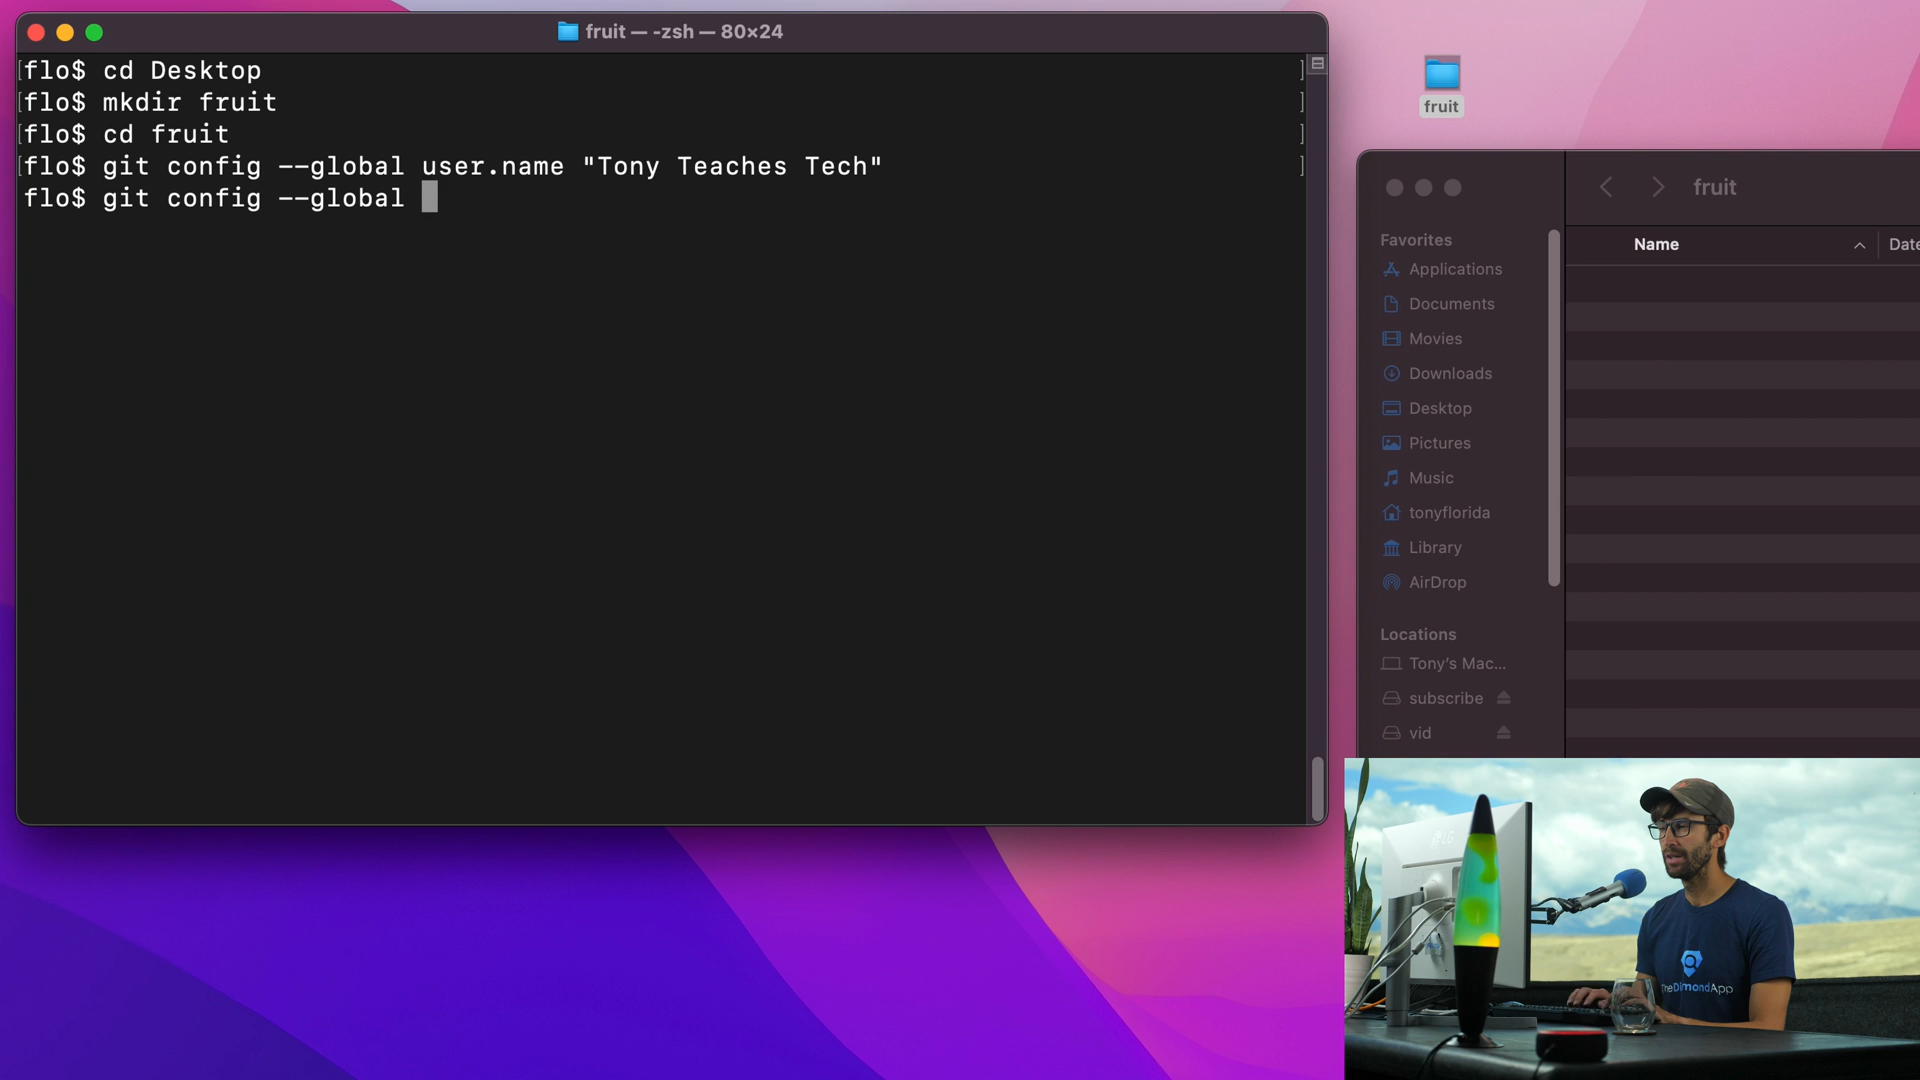 fruit — -zsh — 80×24
flo$ cd Desktop
flo$ mkdir fruit
flo$ cd fruit
flo$ git config --global user.name "Tony Teaches Tech"
flo$ git config --global
fruit
fruit
Name
Date
Favorites
Applications
Documents
Movies
Downloads
Desktop
Pictures
Music
tonyflorida
Library
AirDrop
Locations
Tony's Mac...
subscribe
vid
LG
TheDimondApp